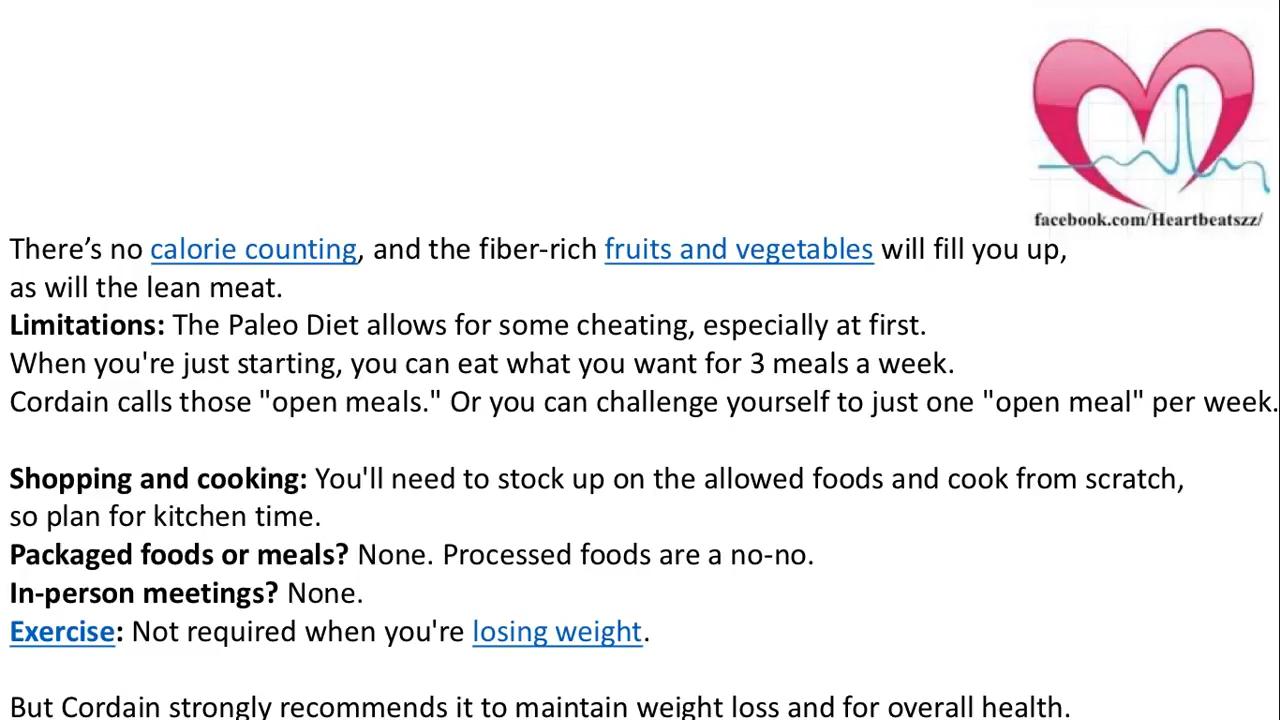 facebook.com/Heartbeatszz/
There’s no calorie counting, and the fiber-rich fruits and vegetables will fill you up,
as will the lean meat.
Limitations: The Paleo Diet allows for some cheating, especially at first.
When you're just starting, you can eat what you want for 3 meals a week.
Cordain calls those "open meals." Or you can challenge yourself to just one "open meal" per week.
Shopping and cooking: You'll need to stock up on the allowed foods and cook from scratch,
so plan for kitchen time.
Packaged foods or meals? None. Processed foods are a no-no.
In-person meetings? None.
Exercise: Not required when you're losing weight.
But Cordain strongly recommends it to maintain weight loss and for overall health.